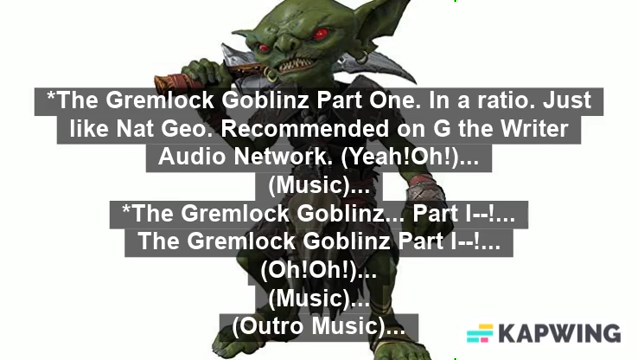 *The Gremlock Goblinz Part One. In a ratio. Just
like Nat Geo. Recommended on G the Writer
Audio Network. (Yeah!Oh!)...
(Music)...
*The Gremlock Goblinz... Part I--!...
The Gremlock Goblinz Part I--!...
(Oh!Oh!)...
(Music)...
(Outro Music)...
KAPWING